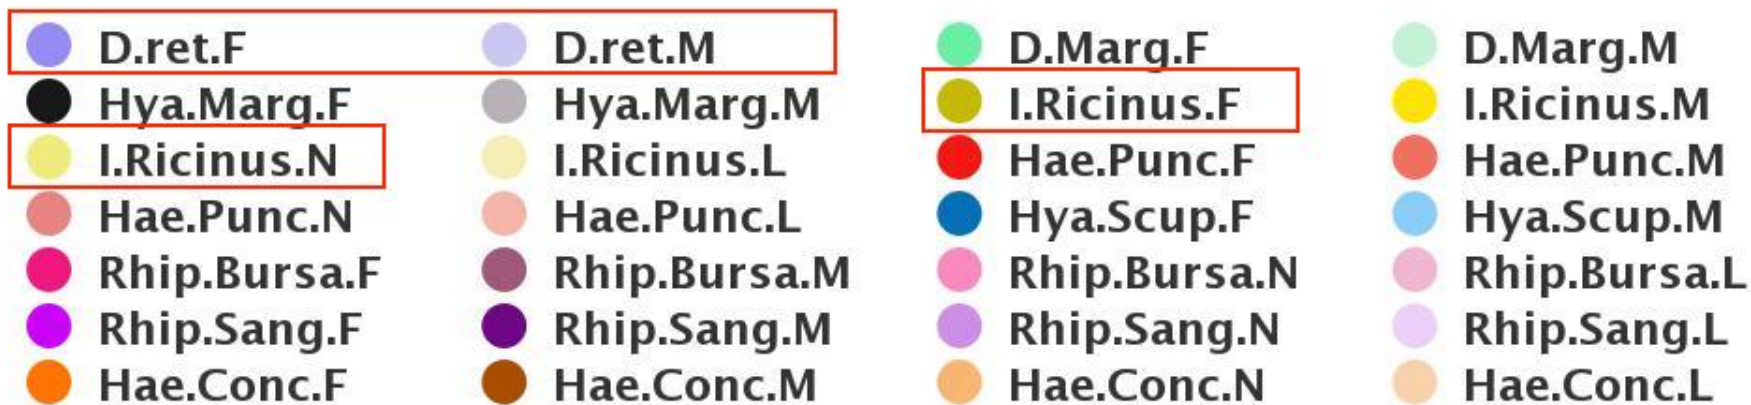 D.ret.F D.ret.M D.Marg.F D.Marg.M
Hya.Marg.F Hya.Marg.M I.Ricinus.F I.Ricinus.M
I.Ricinus.N I.Ricinus.L Hae.Punc.F Hae.Punc.M
Hae.Punc.N Hae.Punc.L Hya.Scup.F Hya.Scup.M
Rhip.Bursa.F Rhip.Bursa.M Rhip.Bursa.N Rhip.Bursa.L
Rhip.Sang.F Rhip.Sang.M Rhip.Sang.N Rhip.Sang.L
Hae.Conc.F Hae.Conc.M Hae.Conc.N Hae.Conc.L